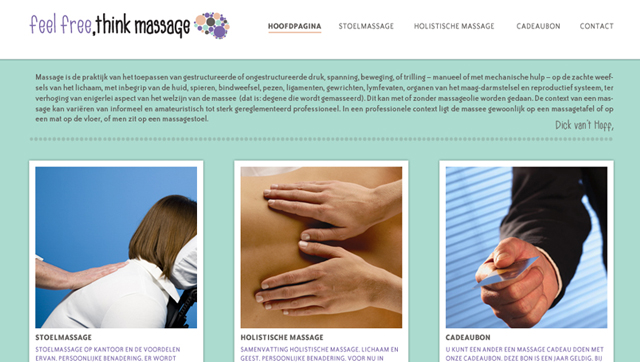 feel free, think massage
HOOFDPAGINA STOELMASSAGE HOLISTISCHE MASSAGE CADEAUBON CONTACT
Massage is de praktijk van het toepassen van gestructureerde of ongestructureerde druk, spanning, beweging, of trilling – manueel of met mechanische hulp – op de zachte weef-
sels van het lichaam, met inbegrip van de huid, spieren, bindweefsel, pezen, ligamenten, gewrichten, lymfevaten, organen van het maag-darmstelsel en reproductief systeem, ter
verhoging van enigerlei aspect van het welzijn van de massee (dat is: degene die wordt gemasseerd). Dit kan met of zonder massageolie worden gedaan. De context van een mas-
sage kan variëren van informeel en amateuristisch tot sterk gereglementeerd professioneel. In een professionele context ligt de massee gewoonlijk op een massagetafel of op
een mat op de vloer, of men zit op een massagestoel.
Dick van't Hoff,
STOELMASSAGE
STOELMASSAGE OP KANTOOR EN DE VOORDELEN
ERVAN. PERSOONLIJKE BENADERING. ER WORDT
HOLISTISCHE MASSAGE
SAMENVATTING HOLISTISCHE MASSAGE. LICHAAM EN
GEEST. PERSOONLIJKE BENADERING. VOOR NU IN
CADEAUBON
U KUNT EEN ANDER EEN MASSAGE CADEAU DOEN MET
ONZE CADEAUBON. DEZE BON IS EEN JAAR GELDIG. BIJ